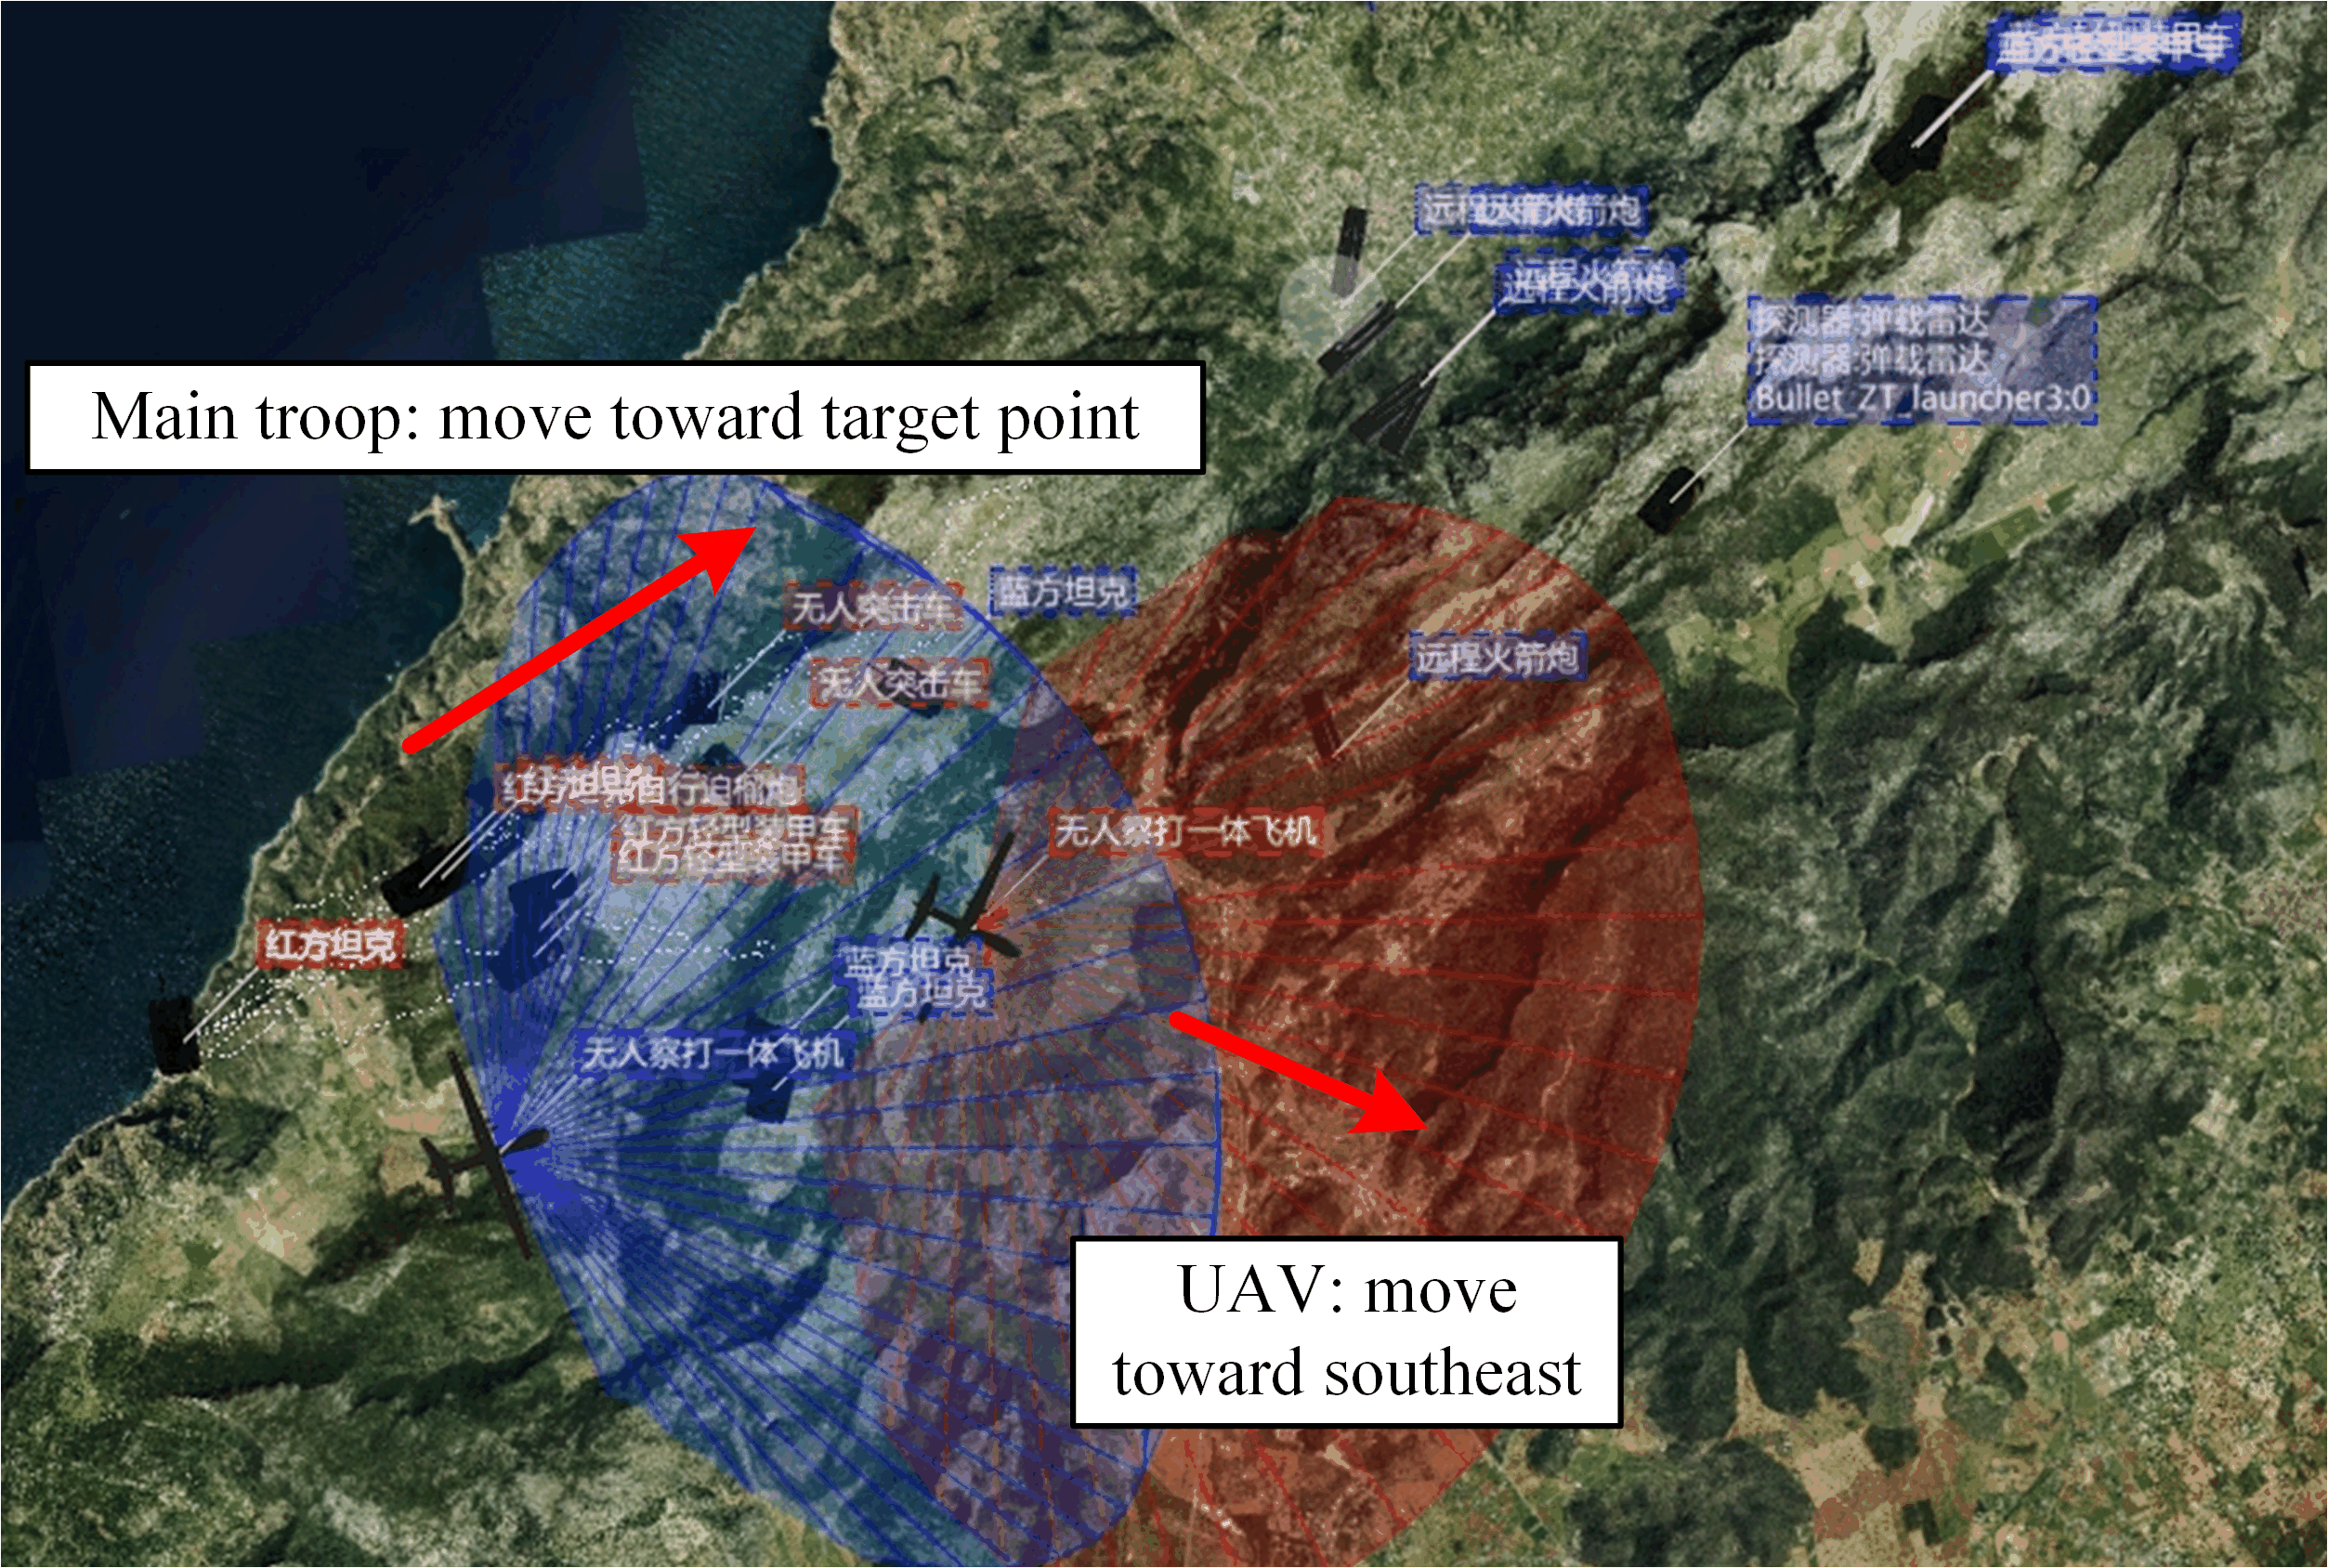 蓝方轻型装甲车
远程火箭炮
远程火箭炮
探测器:弹载雷达
探测器:弹载雷达
Bullet_ZT_launcher3:0
Main troop: move toward target point
蓝方坦克
无人突击车
远程火箭炮
无人突击车
红方坦克
自行迫榴炮
无人察打一体飞机
红方轻型装甲车
红方轻型装甲车
红方坦克
蓝方坦克
蓝方坦克
无人察打一体飞机
UAV: move
toward southeast